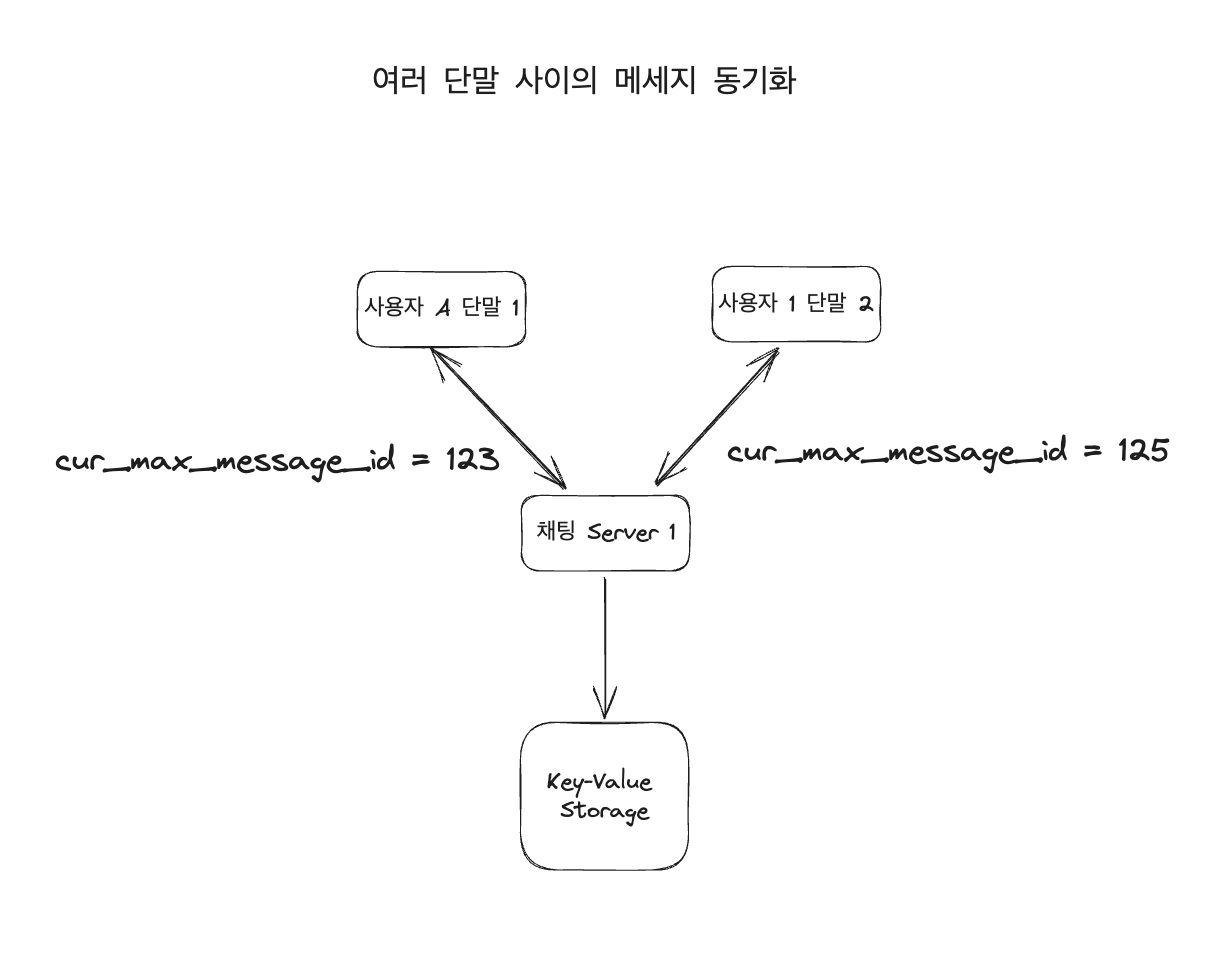 여러 단말 사이의 메세지 동기화
사용자 A 단말 1
사용자 1 단말 2
cur_max_message_id = 123
cur_max_message_id = 125
채팅 Server 1
Key-Value
Storage